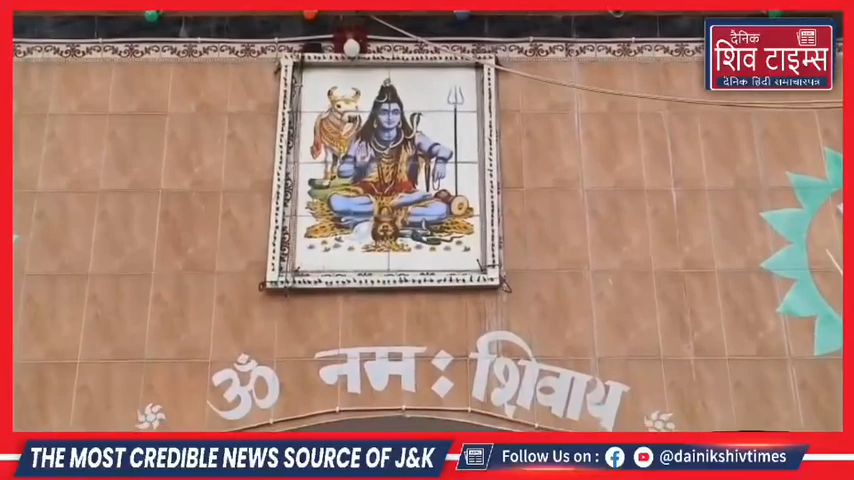 दैनिक
शिव टाइम्स
दैनिक हिंदी समाचारपत्र
ॐ नमः शिवाय
THE MOST CREDIBLE NEWS SOURCE OF J&K
Follow Us on :
@dainikshivtimes